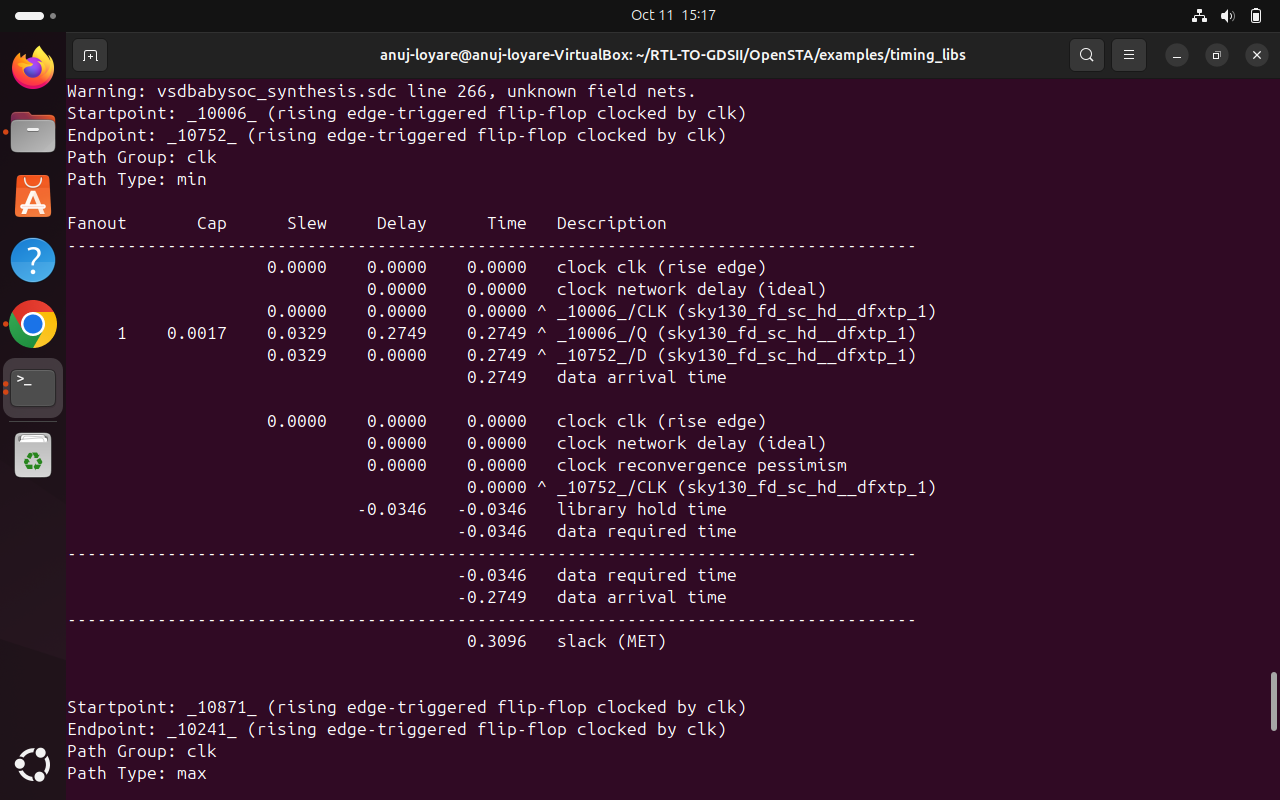 Oct 11 15:17
anuj-loyare@anuj-loyare-VirtualBox: ~/RTL-TO-GDSII/OpenSTA/examples/timing_libs
Warning: vsdbabysoc_synthesis.sdc line 266, unknown field nets.
Startpoint: _10006_ (rising edge-triggered flip-flop clocked by clk)
Endpoint: _10752_ (rising edge-triggered flip-flop clocked by clk)
Path Group: clk
Path Type: min
Fanout       Cap      Slew     Delay      Time   Description
-------------------------------------------------------------------------------------
                    0.0000    0.0000    0.0000   clock clk (rise edge)
                              0.0000    0.0000   clock network delay (ideal)
                    0.0000    0.0000    0.0000 ^ _10006_/CLK (sky130_fd_sc_hd__dfxtp_1)
     1    0.0017    0.0329    0.2749    0.2749 ^ _10006_/Q (sky130_fd_sc_hd__dfxtp_1)
                    0.0329    0.0000    0.2749 ^ _10752_/D (sky130_fd_sc_hd__dfxtp_1)
                                        0.2749   data arrival time
                    0.0000    0.0000    0.0000   clock clk (rise edge)
                              0.0000    0.0000   clock network delay (ideal)
                              0.0000    0.0000   clock reconvergence pessimism
                                        0.0000 ^ _10752_/CLK (sky130_fd_sc_hd__dfxtp_1)
                             -0.0346   -0.0346   library hold time
                                       -0.0346   data required time
-------------------------------------------------------------------------------------
                                       -0.0346   data required time
                                       -0.2749   data arrival time
-------------------------------------------------------------------------------------
                                        0.3096   slack (MET)
Startpoint: _10871_ (rising edge-triggered flip-flop clocked by clk)
Endpoint: _10241_ (rising edge-triggered flip-flop clocked by clk)
Path Group: clk
Path Type: max